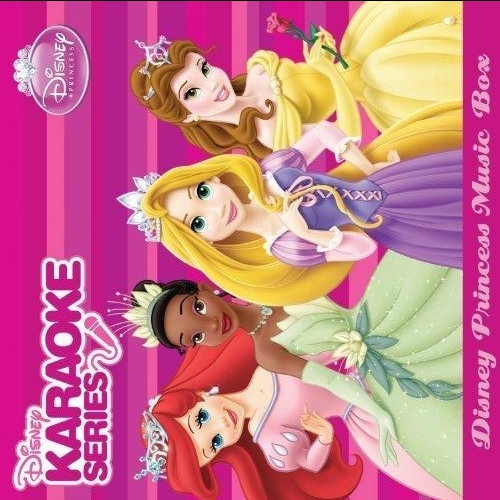 Disney
KARAOKE
SERIES
Disney
PRINCESS
Disney Princess Music Box